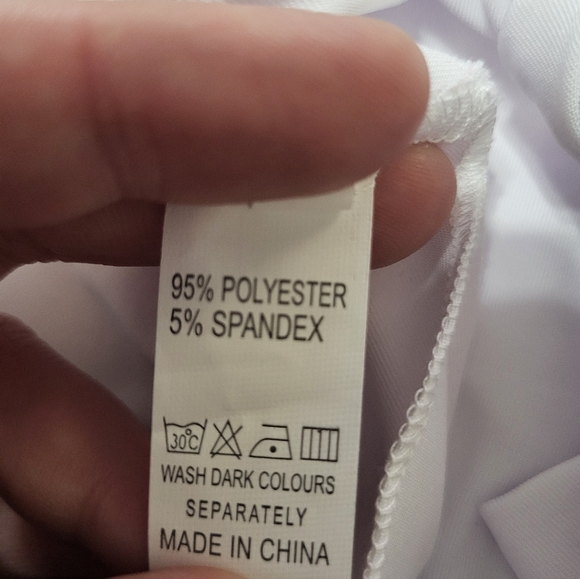 95% POLYESTER
5% SPANDEX
30°C
WASH DARK COLOURS
SEPARATELY
MADE IN CHINA